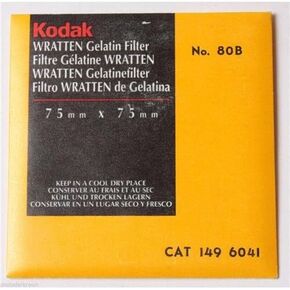 Kodak
WRATTEN Gelatin Filter
Filtre Gélatine WRATTEN
WRATTEN Gelatinefilter
Filtro WRATTEN de Gelatina
75mm x 75mm
KEEP IN A COOL DRY PLACE
CONSERVER AU FRAIS ET AU SEC
KÜHL UND TROCKEN LAGERN
CONSERVAR EN UN LUGAR SECO Y FRESCO
No. 80B
CAT 149 6041